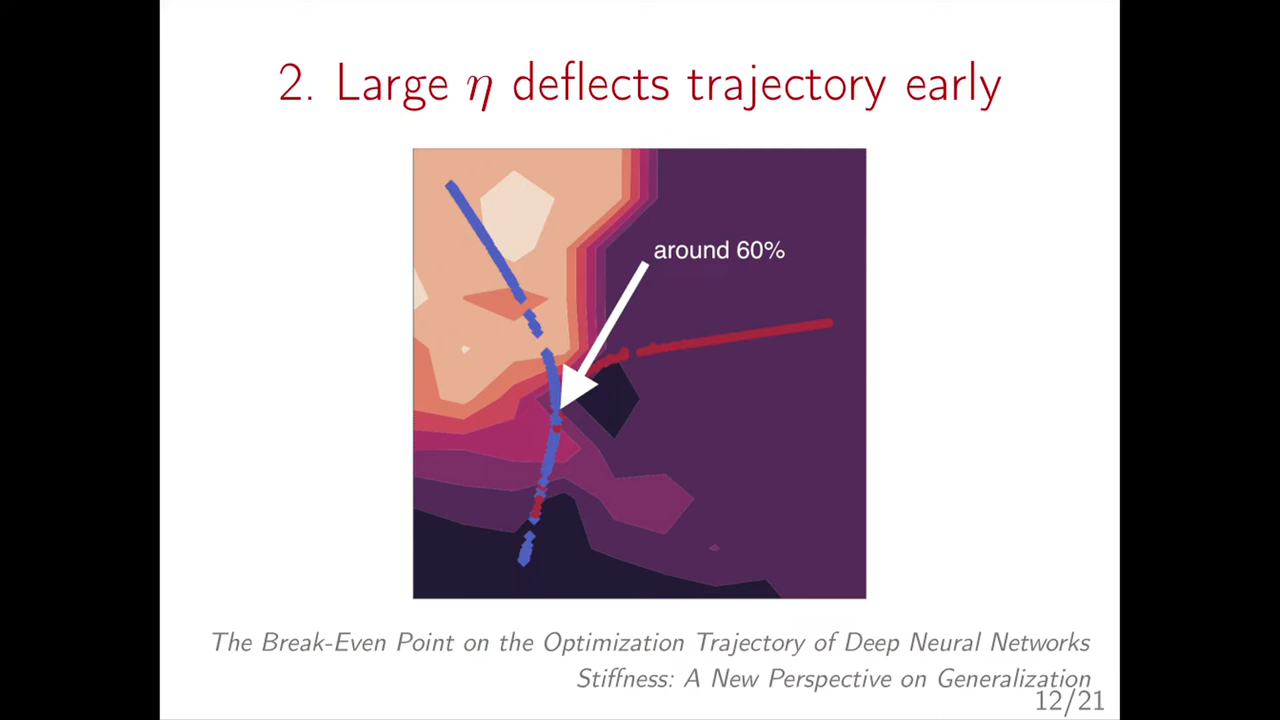 2. Large η deflects trajectory early
around 60%
The Break-Even Point on the Optimization Trajectory of Deep Neural Networks
Stiffness: A New Perspective on Generalization
12/21